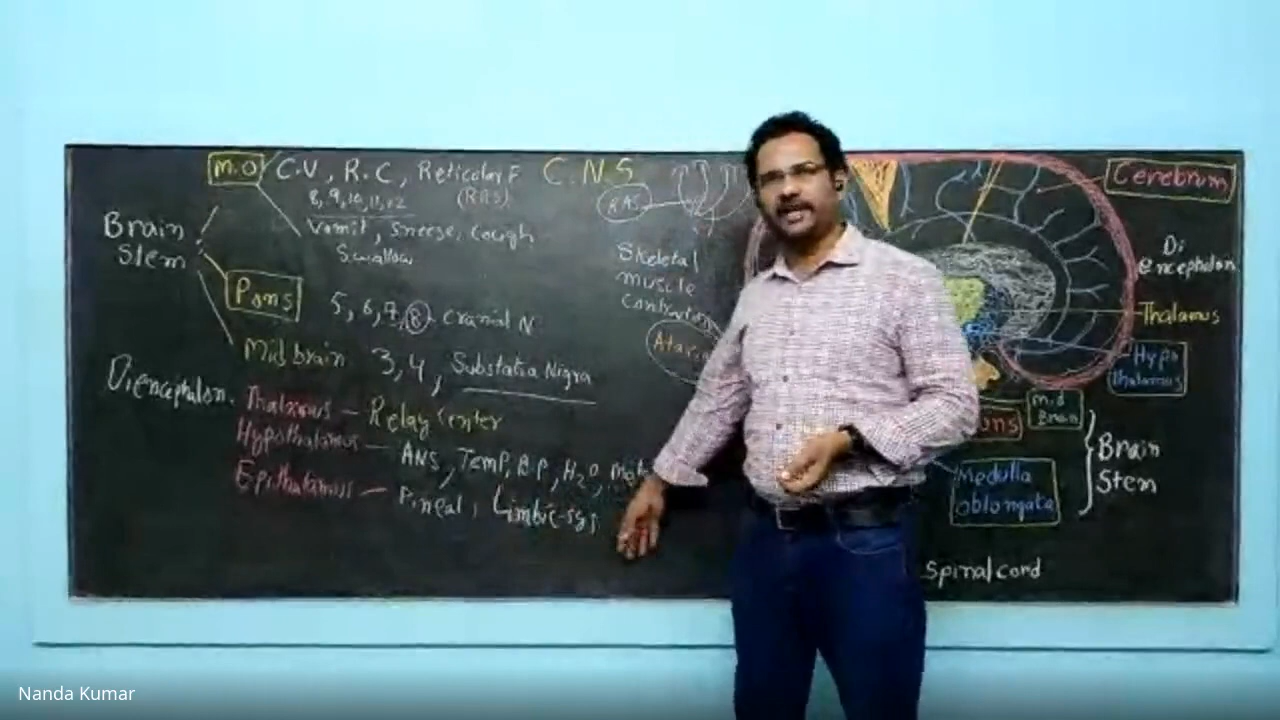 M.O C.V, R.C, Reticular F
C.N.S
8, 9, 10, 11, 12
(RAS)
RAS
Vomit, Sneeze, Cough
Swallow
Brain
Stem
Pons
5, 6, 7, 8 - Cranial N
Mid brain 3, 4, Substatia Nigra
Diencephalon.
Thalamus - Relay Center
Hypothalamus - ANS, Temp, B.P, H2O,
Epithalamus - Pineal, Limbic-sys
Skeletal
muscle
Contraction
Cerebrum
Di
encephalon
Thalamus
Hypo
thalamus
Mid
Brain
Brain
Stem
Medulla
oblongata
Spinal cord
Nanda Kumar